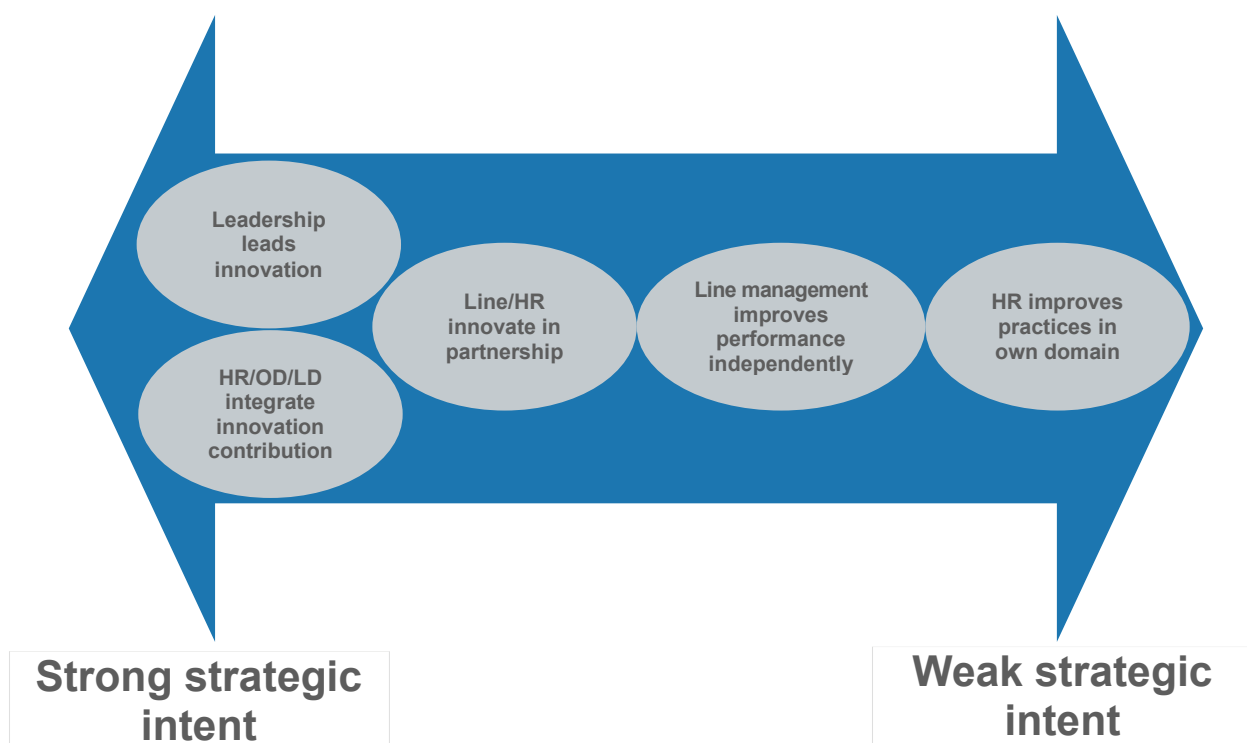 Leadership
leads
innovation
HR/OD/LD
integrate
innovation
contribution
Line/HR
innovate in
partnership
Line management
improves
performance
independently
HR improves
practices in
own domain
Strong strategic
intent
Weak strategic
intent